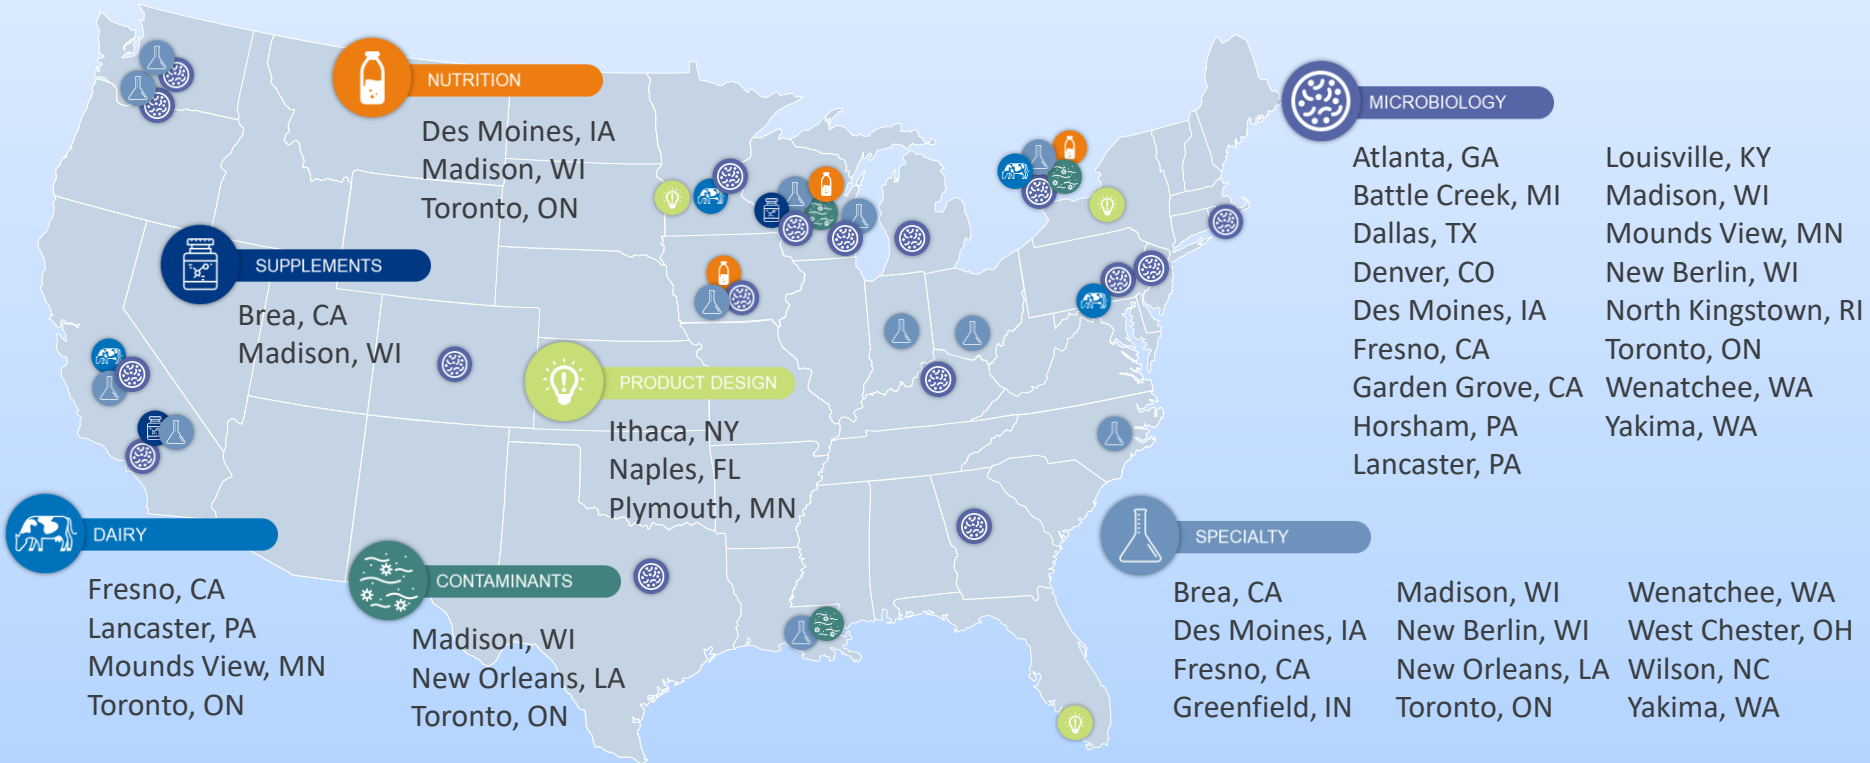 NUTRITION
Des Moines, IA
Madison, WI
Toronto, ON
SUPPLEMENTS
Brea, CA
Madison, WI
PRODUCT DESIGN
Ithaca, NY
Naples, FL
Plymouth, MN
DAIRY
Fresno, CA
Lancaster, PA
Mounds View, MN
Toronto, ON
CONTAMINANTS
Madison, WI
New Orleans, LA
Toronto, ON
MICROBIOLOGY
Atlanta, GA
Battle Creek, MI
Dallas, TX
Denver, CO
Des Moines, IA
Fresno, CA
Garden Grove, CA
Horsham, PA
Lancaster, PA
Louisville, KY
Madison, WI
Mounds View, MN
New Berlin, WI
North Kingstown, RI
Toronto, ON
Wenatchee, WA
Yakima, WA
SPECIALTY
Brea, CA
Des Moines, IA
Fresno, CA
Greenfield, IN
Madison, WI
New Berlin, WI
New Orleans, LA
Toronto, ON
Wenatchee, WA
West Chester, OH
Wilson, NC
Yakima, WA